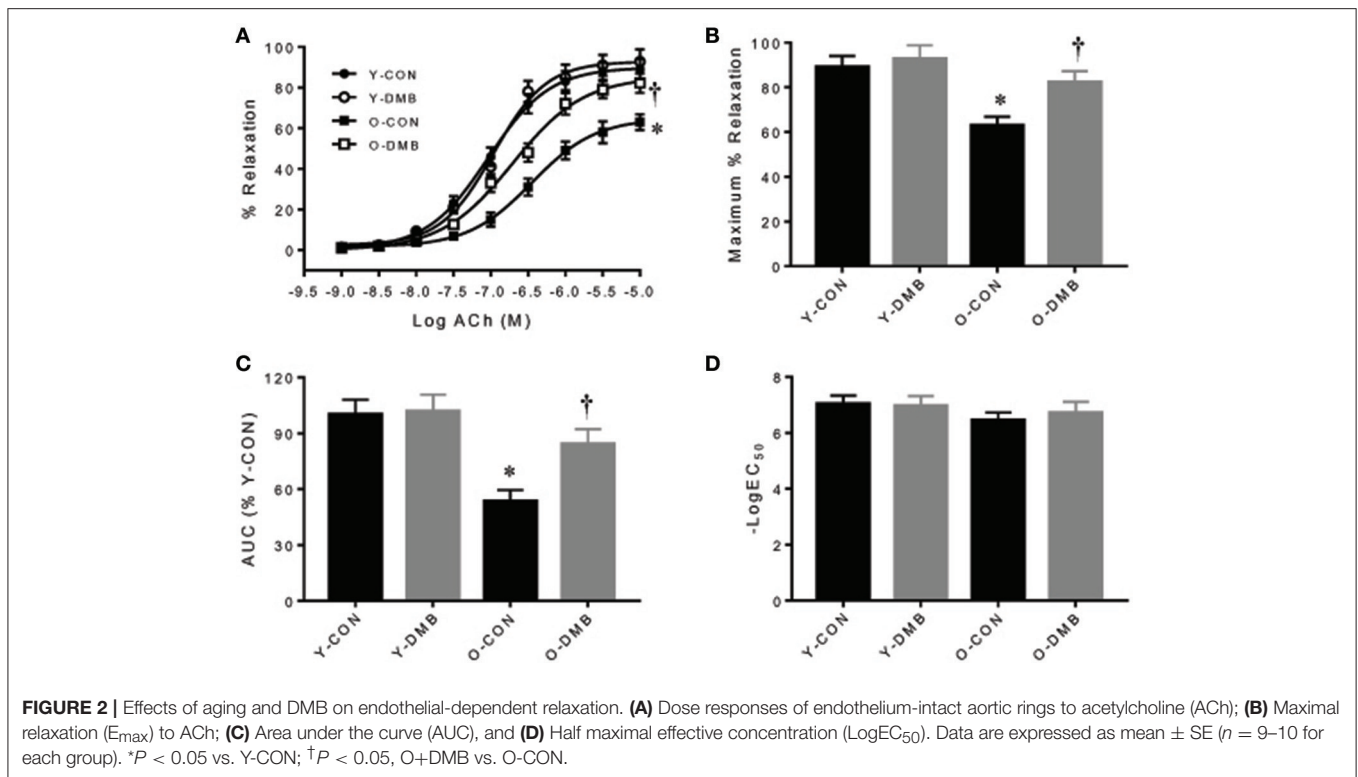 A
100
80
60
40
20
0
% Relaxation
Y-CON
Y-DMB
O-CON
O-DMB
†
*
-9.5 -9.0 -8.5 -8.0 -7.5 -7.0 -6.5 -6.0 -5.5 -5.0
Log ACh (M)
B
100
80
60
40
20
0
Maximum % Relaxation
*
†
Y-CON
Y-DMB
O-CON
O-DMB
C
120
90
60
30
0
AUC (% Y-CON)
*
†
Y-CON
Y-DMB
O-CON
O-DMB
D
8
6
4
2
0
-LogEC50
Y-CON
Y-DMB
O-CON
O-DMB
FIGURE 2 | Effects of aging and DMB on endothelial-dependent relaxation. (A) Dose responses of endothelium-intact aortic rings to acetylcholine (ACh); (B) Maximal
relaxation (Emax) to ACh; (C) Area under the curve (AUC), and (D) Half maximal effective concentration (LogEC50). Data are expressed as mean ± SE (n = 9–10 for
each group). *P < 0.05 vs. Y-CON; †P < 0.05, O+DMB vs. O-CON.